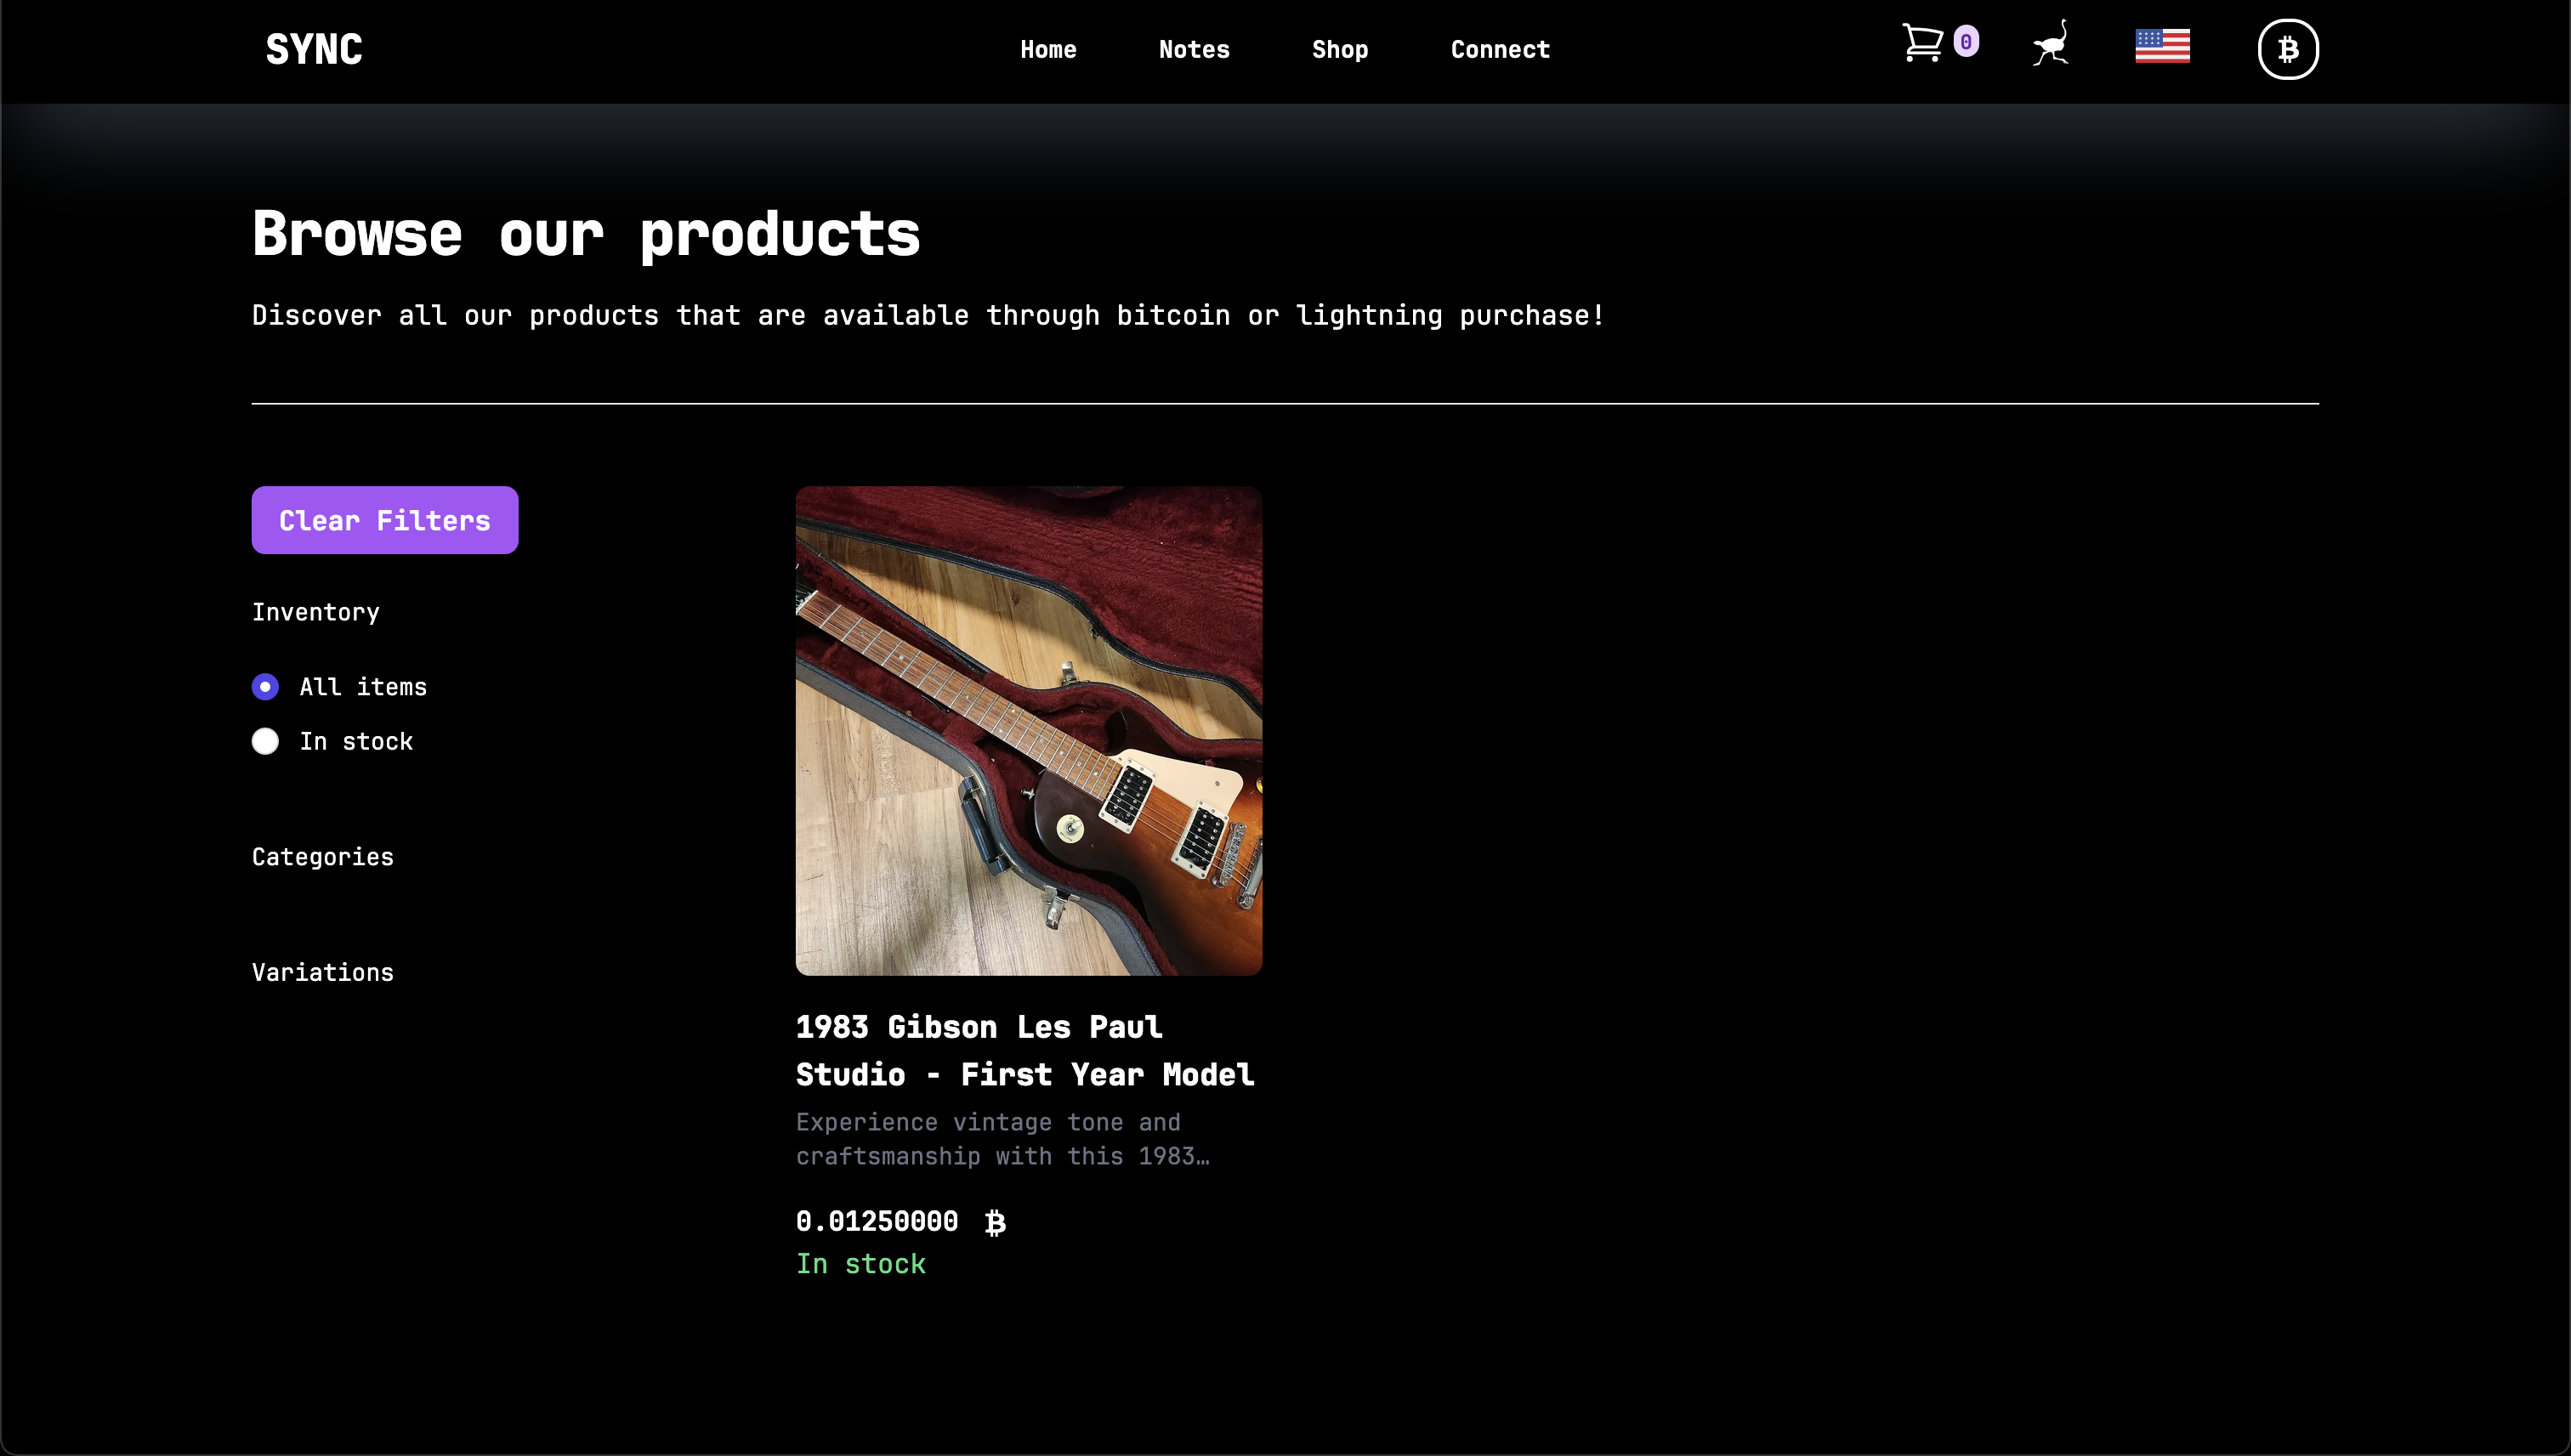 SYNC
Home
Notes
Shop
Connect
0
Browse our products
Discover all our products that are available through bitcoin or lightning purchase!
Clear Filters
Inventory
All items
In stock
Categories
Variations
1983 Gibson Les Paul
Studio - First Year Model
Experience vintage tone and
craftsmanship with this 1983…
0.01250000 ₿
In stock